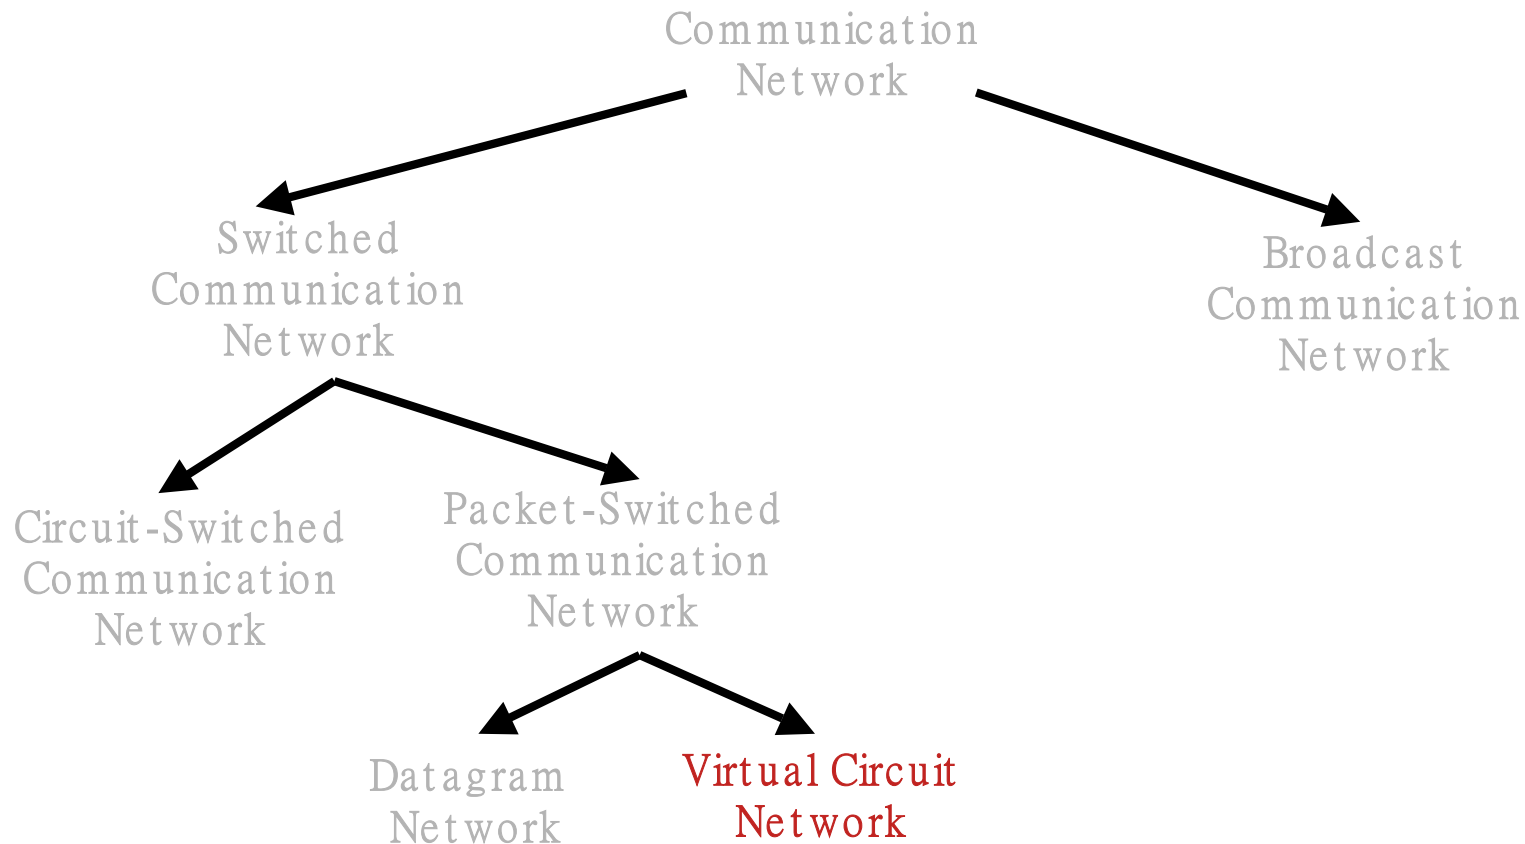 Communication
Network
Switched
Communication
Network
Broadcast
Communication
Network
Circuit-Switched
Communication
Network
Packet-Switched
Communication
Network
Datagram
Network
Virtual Circuit
Network